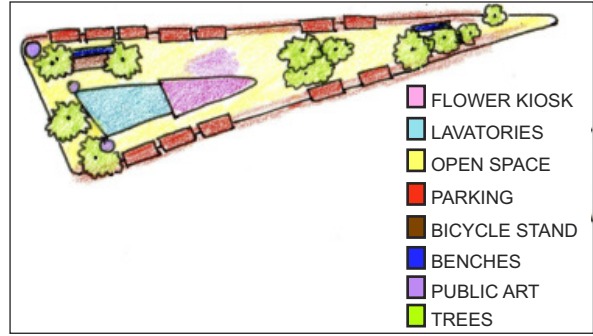 FLOWER KIOSK
LAVATORIES
OPEN SPACE
PARKING
BICYCLE STAND
BENCHES
PUBLIC ART
TREES